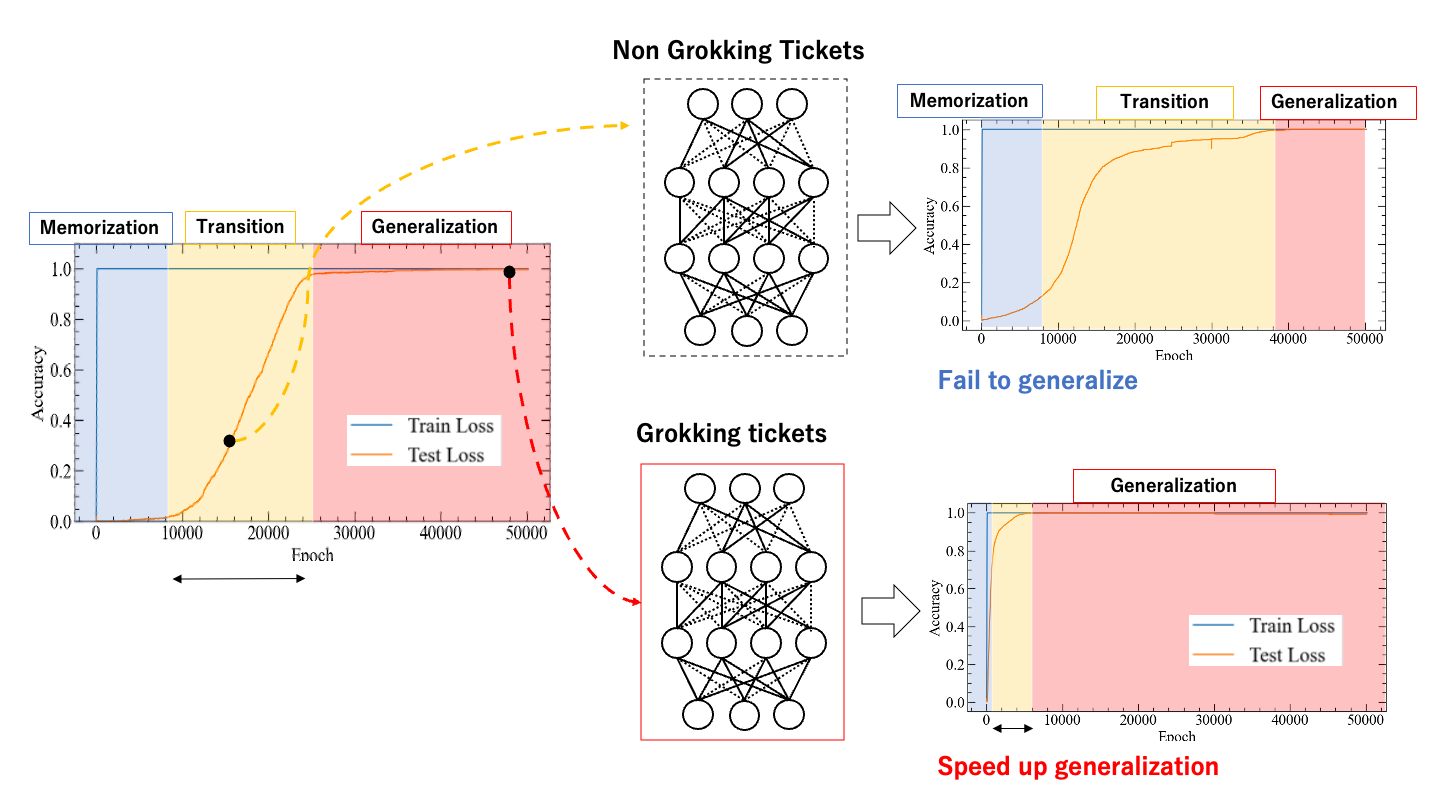 Non Grokking Tickets
Memorization
Transition
Generalization
1.0
0.8
0.6
0.4
0.2
0.0
Accuracy
0 10000 20000 30000 40000 50000
Epoch
Fail to generalize
Memorization
Transition
Generalization
1.0
0.8
0.6
0.4
0.2
0.0
Accuracy
Train Loss
Test Loss
0 10000 20000 30000 40000 50000
Epoch
Grokking tickets
Generalization
1.0
0.8
0.6
0.4
0.2
0.0
Accuracy
Train Loss
Test Loss
0 10000 20000 30000 40000 50000
Epoch
Speed up generalization